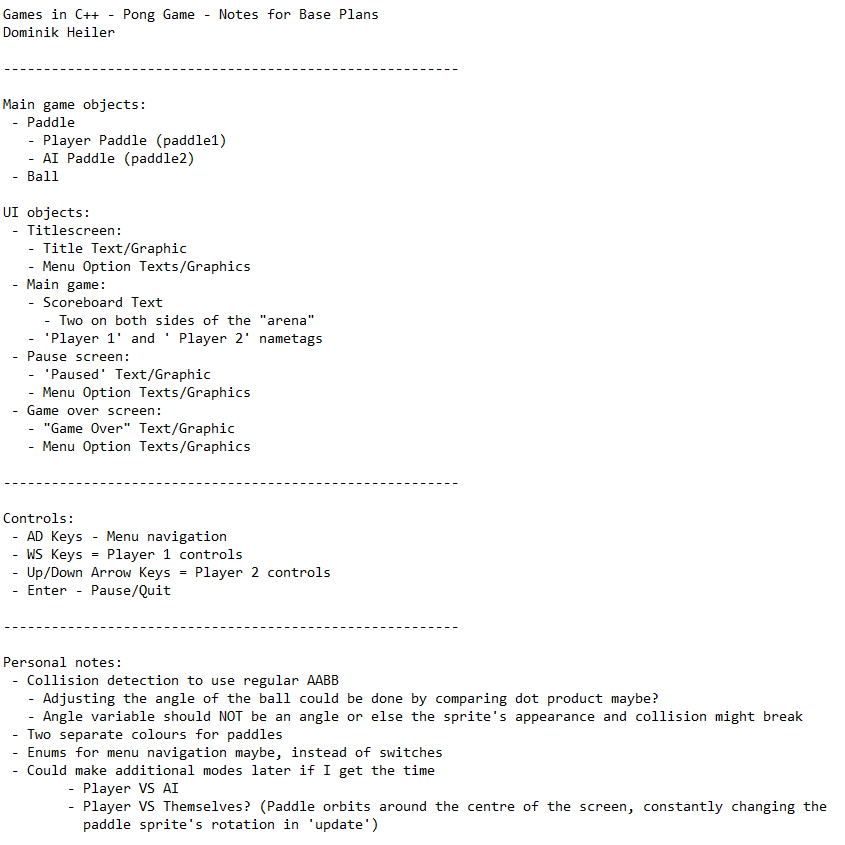 Games in C++ - Pong Game - Notes for Base Plans
Dominik Heiler
---------------------------------------------------------
Main game objects:
 - Paddle
   - Player Paddle (paddle1)
   - AI Paddle (paddle2)
 - Ball
UI objects:
 - Titlescreen:
   - Title Text/Graphic
   - Menu Option Texts/Graphics
 - Main game:
   - Scoreboard Text
     - Two on both sides of the "arena"
   - 'Player 1' and ' Player 2' nametags
 - Pause screen:
   - 'Paused' Text/Graphic
   - Menu Option Texts/Graphics
 - Game over screen:
   - "Game Over" Text/Graphic
   - Menu Option Texts/Graphics
---------------------------------------------------------
Controls:
 - AD Keys - Menu navigation
 - WS Keys = Player 1 controls
 - Up/Down Arrow Keys = Player 2 controls
 - Enter - Pause/Quit
---------------------------------------------------------
Personal notes:
 - Collision detection to use regular AABB
   - Adjusting the angle of the ball could be done by comparing dot product maybe?
   - Angle variable should NOT be an angle or else the sprite's appearance and collision might break
 - Two separate colours for paddles
 - Enums for menu navigation maybe, instead of switches
 - Could make additional modes later if I get the time
        - Player VS AI
        - Player VS Themselves? (Paddle orbits around the centre of the screen, constantly changing the
          paddle sprite's rotation in 'update')